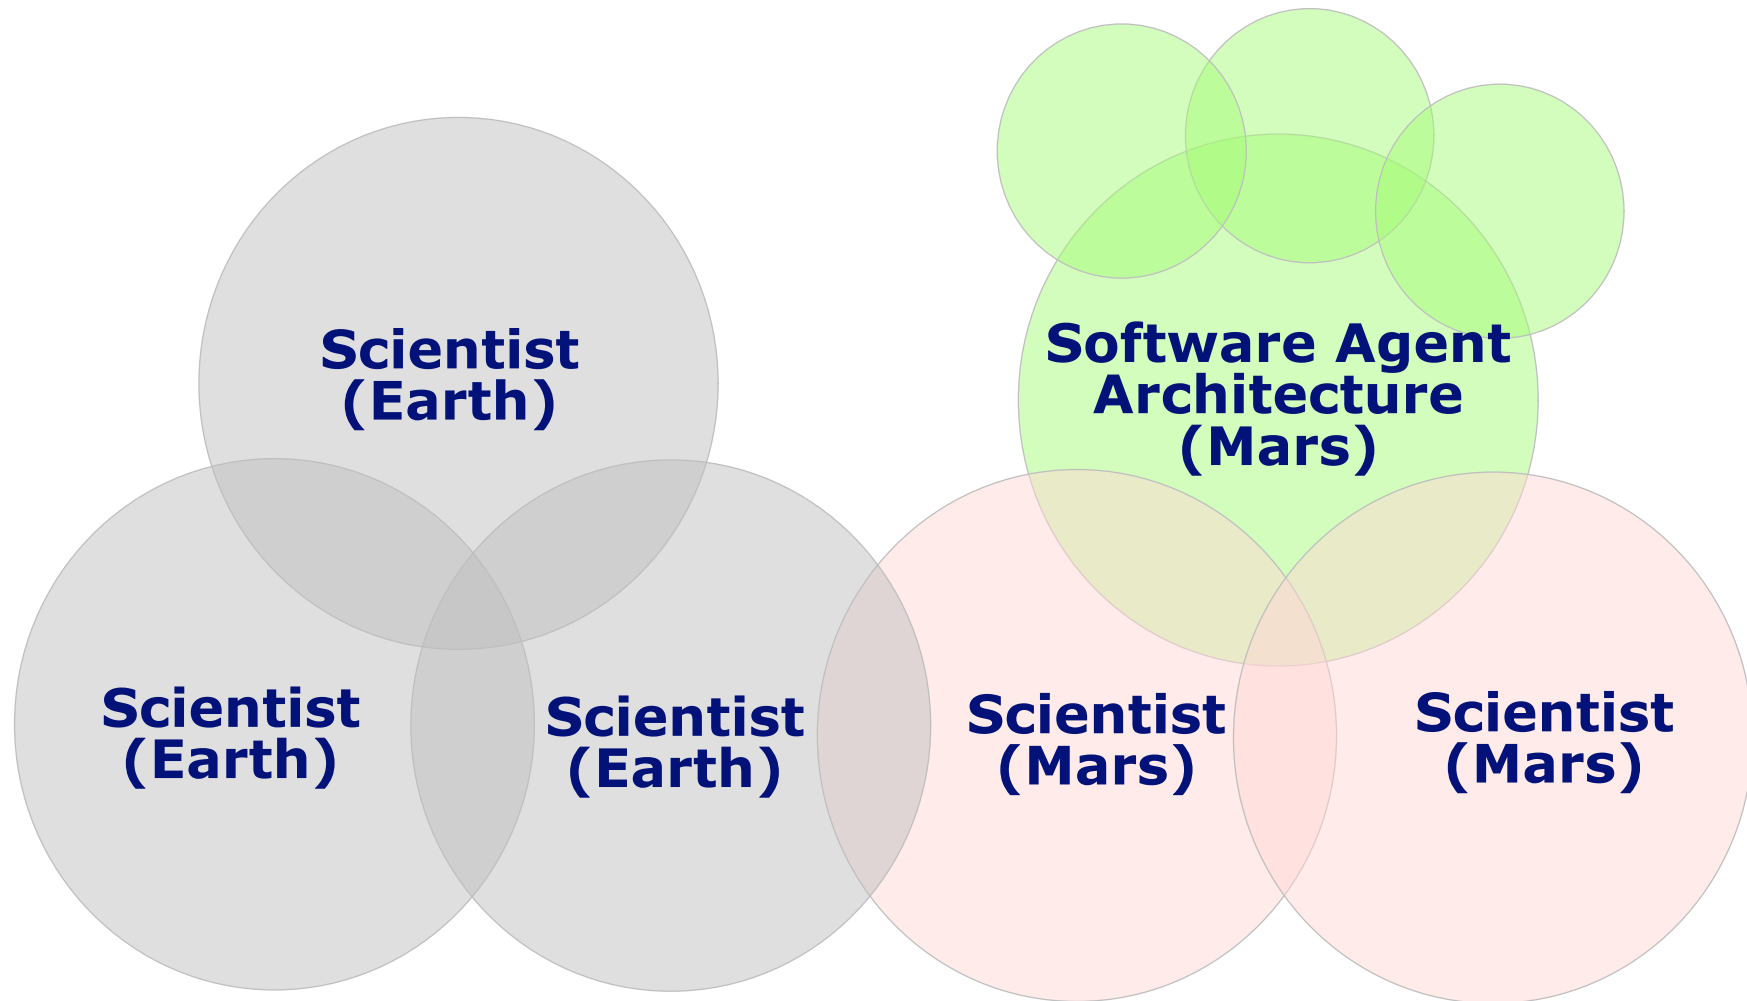 Scientist
(Earth)
Software Agent
Architecture
(Mars)
Scientist
(Earth)
Scientist
(Earth)
Scientist
(Mars)
Scientist
(Mars)